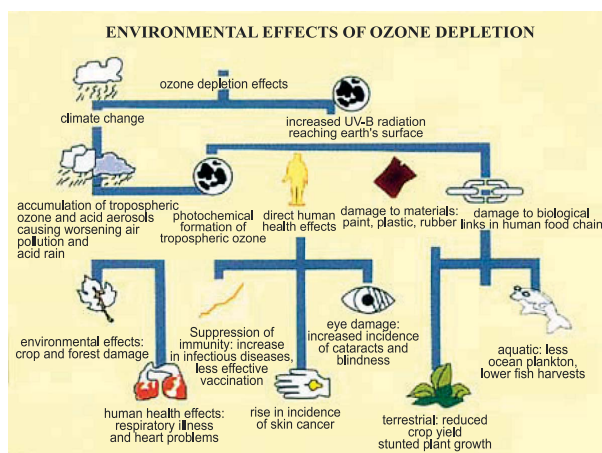 ENVIRONMENTAL EFFECTS OF OZONE DEPLETION
ozone depletion effects
climate change
increased UV-B radiation
reaching earth's surface
accumulation of tropospheric
ozone and acid aerosols
causing worsening air
pollution and
acid rain
photochemical
formation of
tropospheric ozone
direct human
health effects
damage to materials:
paint, plastic, rubber
damage to biological
links in human food chain
environmental effects:
crop and forest damage
Suppression of
immunity: increase
in infectious diseases,
less effective
vaccination
eye damage:
increased incidence
of cataracts and
blindness
aquatic: less
ocean plankton,
lower fish harvests
human health effects:
respiratory illness
and heart problems
rise in incidence
of skin cancer
terrestrial: reduced
crop yield
stunted plant growth